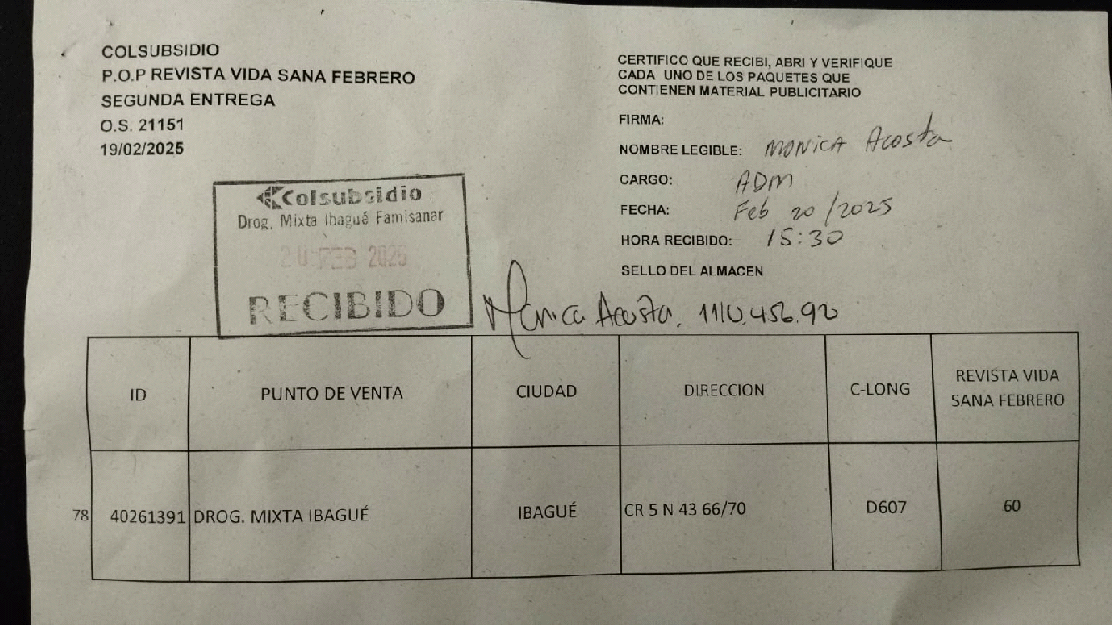 COLSUBSIDIO
P.O.P REVISTA VIDA SANA FEBRERO
SEGUNDA ENTREGA
O.S. 21151
19/02/2025
CERTIFICO QUE RECIBI, ABRI Y VERIFIQUE
CADA UNO DE LOS PAQUETES QUE
CONTIENEN MATERIAL PUBLICITARIO
FIRMA:
NOMBRE LEGIBLE: MONICA Acosta
CARGO: ADM
FECHA: Feb 20/2025
HORA RECIBIDO: 15:30
SELLO DEL ALMACEN
Colsubsidio
Drog. Mixta Ibagué Famisanar
20 FEB 2025
RECIBIDO
Monica Acosta.
ID PUNTO DE VENTA CIUDAD DIRECCION C-LONG REVISTA VIDA
SANA FEBRERO
78 40261391 DROG. MIXTA IBAGUÉ IBAGUÉ CR 5 N 43 66/70 D607 60